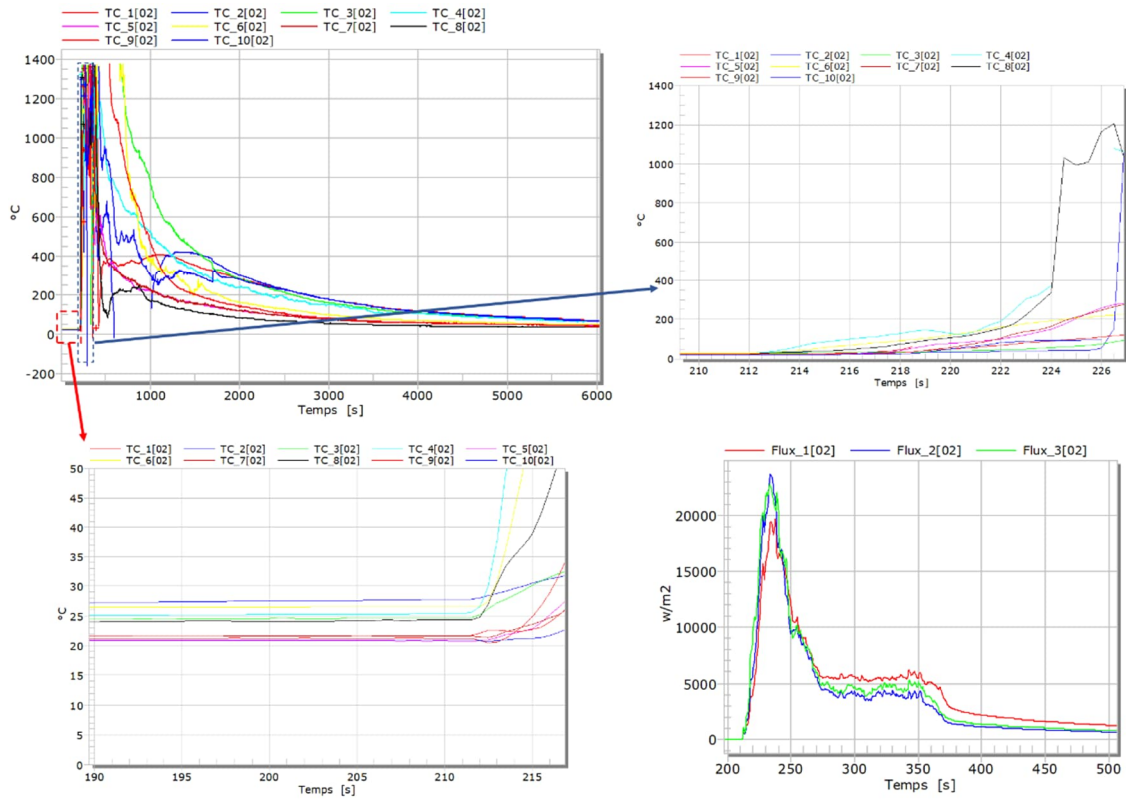 TC_1[02] TC_2[02] TC_3[02] TC_4[02]
TC_5[02] TC_6[02] TC_7[02] TC_8[02]
TC_9[02] TC_10[02]
1400
1200
1000
800
600
400
200
0
-200
°C
1000 2000 3000 4000 5000 6000
Temps [s]
TC_1[02] TC_2[02] TC_3[02] TC_4[02]
TC_5[02] TC_6[02] TC_7[02] TC_8[02]
TC_9[02] TC_10[02]
1400
1200
1000
800
600
400
200
0
°C
210 212 214 216 218 220 222 224 226
Temps [s]
TC_1[02] TC_2[02] TC_3[02] TC_4[02] TC_5[02]
TC_6[02] TC_7[02] TC_8[02] TC_9[02] TC_10[02]
50
45
40
35
30
25
20
15
10
5
0
°C
190 195 200 205 210 215
Temps [s]
Flux_1[02] Flux_2[02] Flux_3[02]
20000
15000
10000
5000
0
w/m2
200 250 300 350 400 450 500
Temps [s]